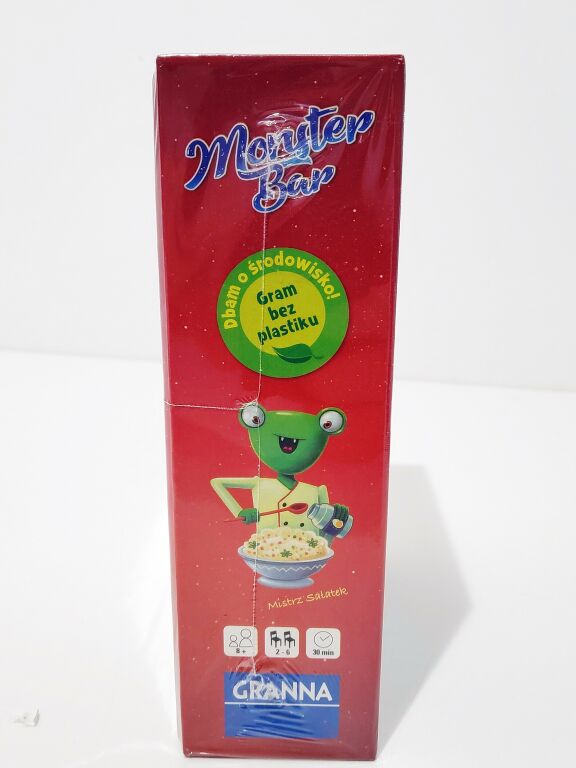 Monster
Bar
Dbam o środowisko!
Gram
bez
plastiku
Mistrz Sałatek
8+
2 - 6
30 min
GRANNA